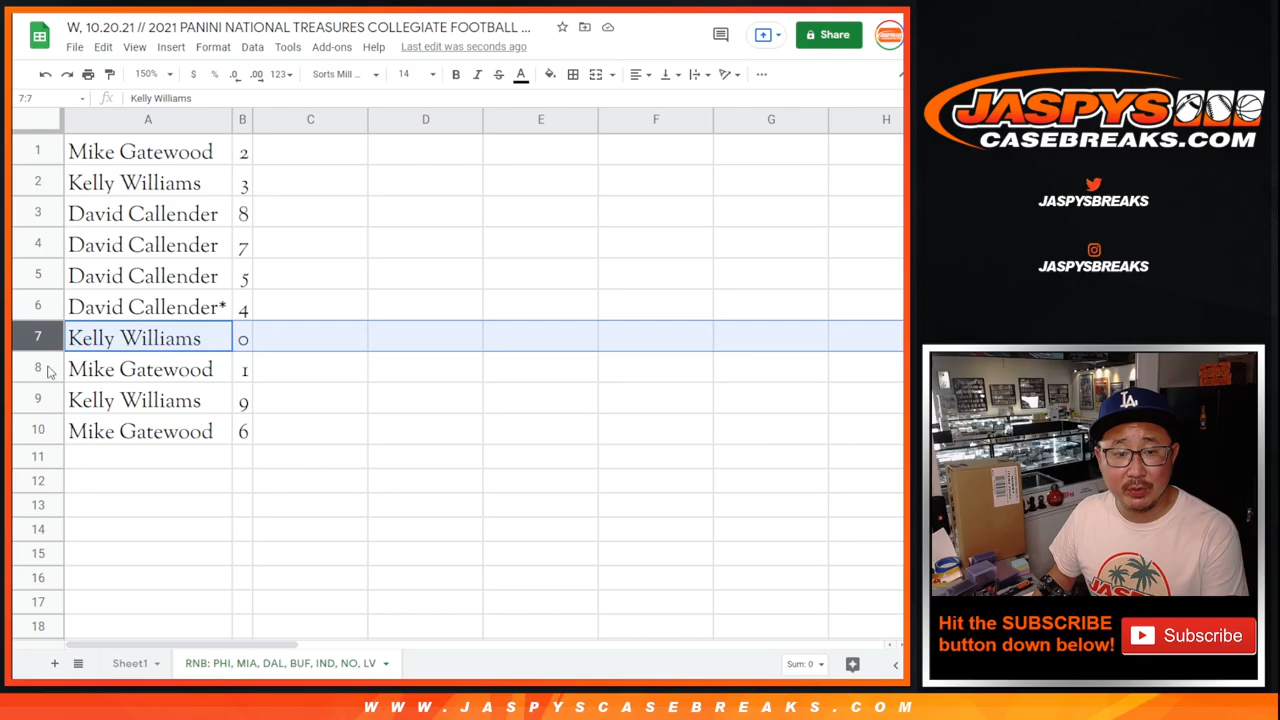 W, 10.20.21 // 2021 PANINI NATIONAL TREASURES COLLEGIATE FOOTBALL ...
File Edit View Insert Format Data Tools Add-ons Help Last edit was seconds ago
Share
150% $ % .0 .00 123 Sorts Mill ... 14 B I S A
7:7 fx Kelly Williams
A B C D E F G H
1 Mike Gatewood 2
2 Kelly Williams 3
3 David Callender 8
4 David Callender 7
5 David Callender 5
6 David Callender* 4
7 Kelly Williams 0
8 Mike Gatewood 1
9 Kelly Williams 9
10 Mike Gatewood 6
11
12
13
14
15
16
17
18
Sheet1 RNB: PHI, MIA, DAL, BUF, IND, NO, LV Sum: 0
JASPYS
CASEBREAKS.COM
JASPYSBREAKS
JASPYSBREAKS
LA
Hit the SUBSCRIBE
button down below!
Subscribe
WWW.JASPYSCASEBREAKS.COM